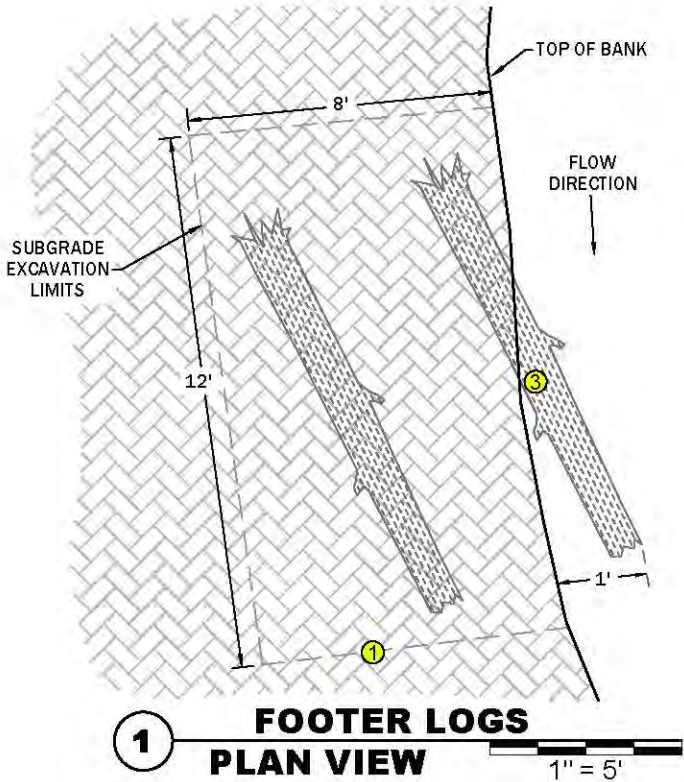 TOP OF BANK
8'
FLOW
DIRECTION
SUBGRADE
EXCAVATION
LIMITS
12'
3
1'
1
1
FOOTER LOGS
PLAN VIEW
1" = 5'